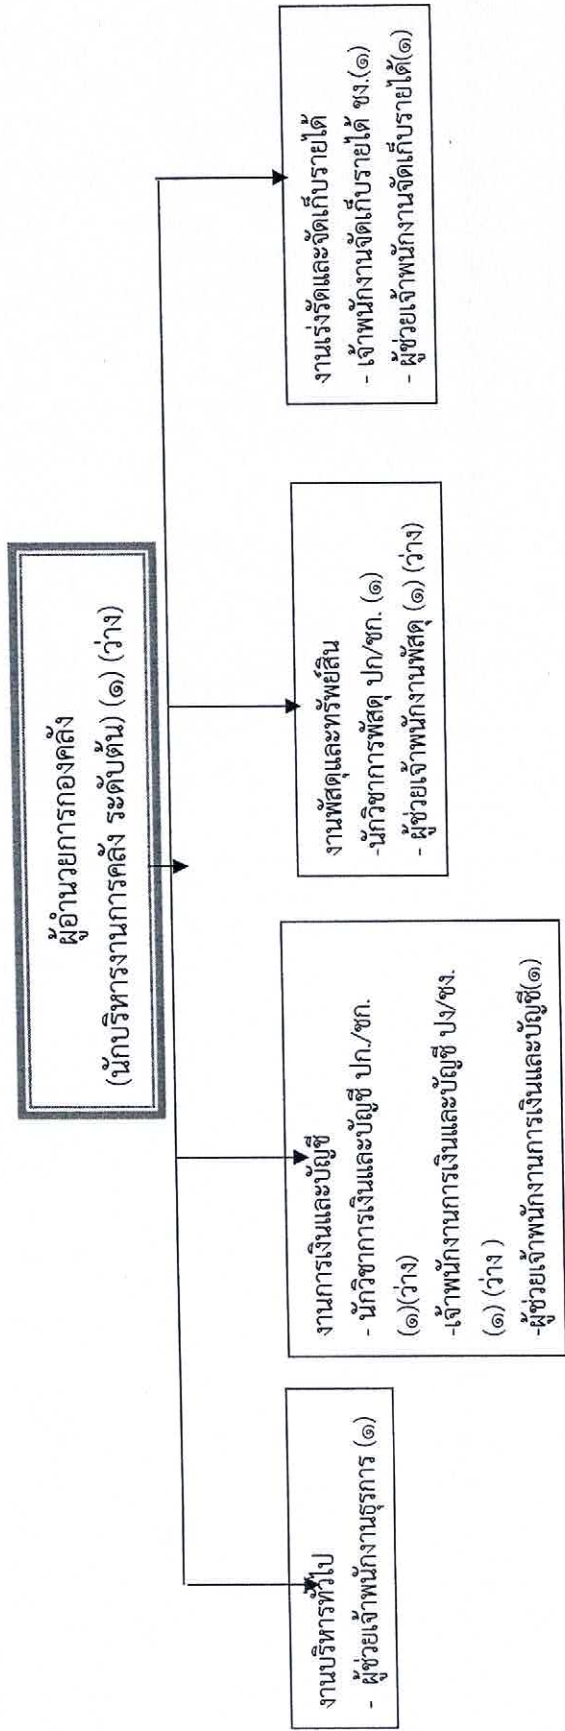 ผู้อำนวยการกองคลัง
(นักบริหารงานการคลัง ระดับต้น) (๑) (ว่าง)
งานบริหารทั่วไป
- ผู้ช่วยเจ้าพนักงานธุรการ (๑)
งานการเงินและบัญชี
- นักวิชาการเงินและบัญชี ปก./ชก.
(๑)(ว่าง)
-เจ้าพนักงานการเงินและบัญชี ปง/ชง.
(๑) (ว่าง )
-ผู้ช่วยเจ้าพนักงานการเงินและบัญชี(๑)
งานพัสดุและทรัพย์สิน
-นักวิชาการพัสดุ ปก/ชก. (๑)
- ผู้ช่วยเจ้าพนักงานพัสดุ (๑) (ว่าง)
งานเร่งรัดและจัดเก็บรายได้
- เจ้าพนักงานจัดเก็บรายได้ ชง.(๑)
- ผู้ช่วยเจ้าพนักงานจัดเก็บรายได้(๑)